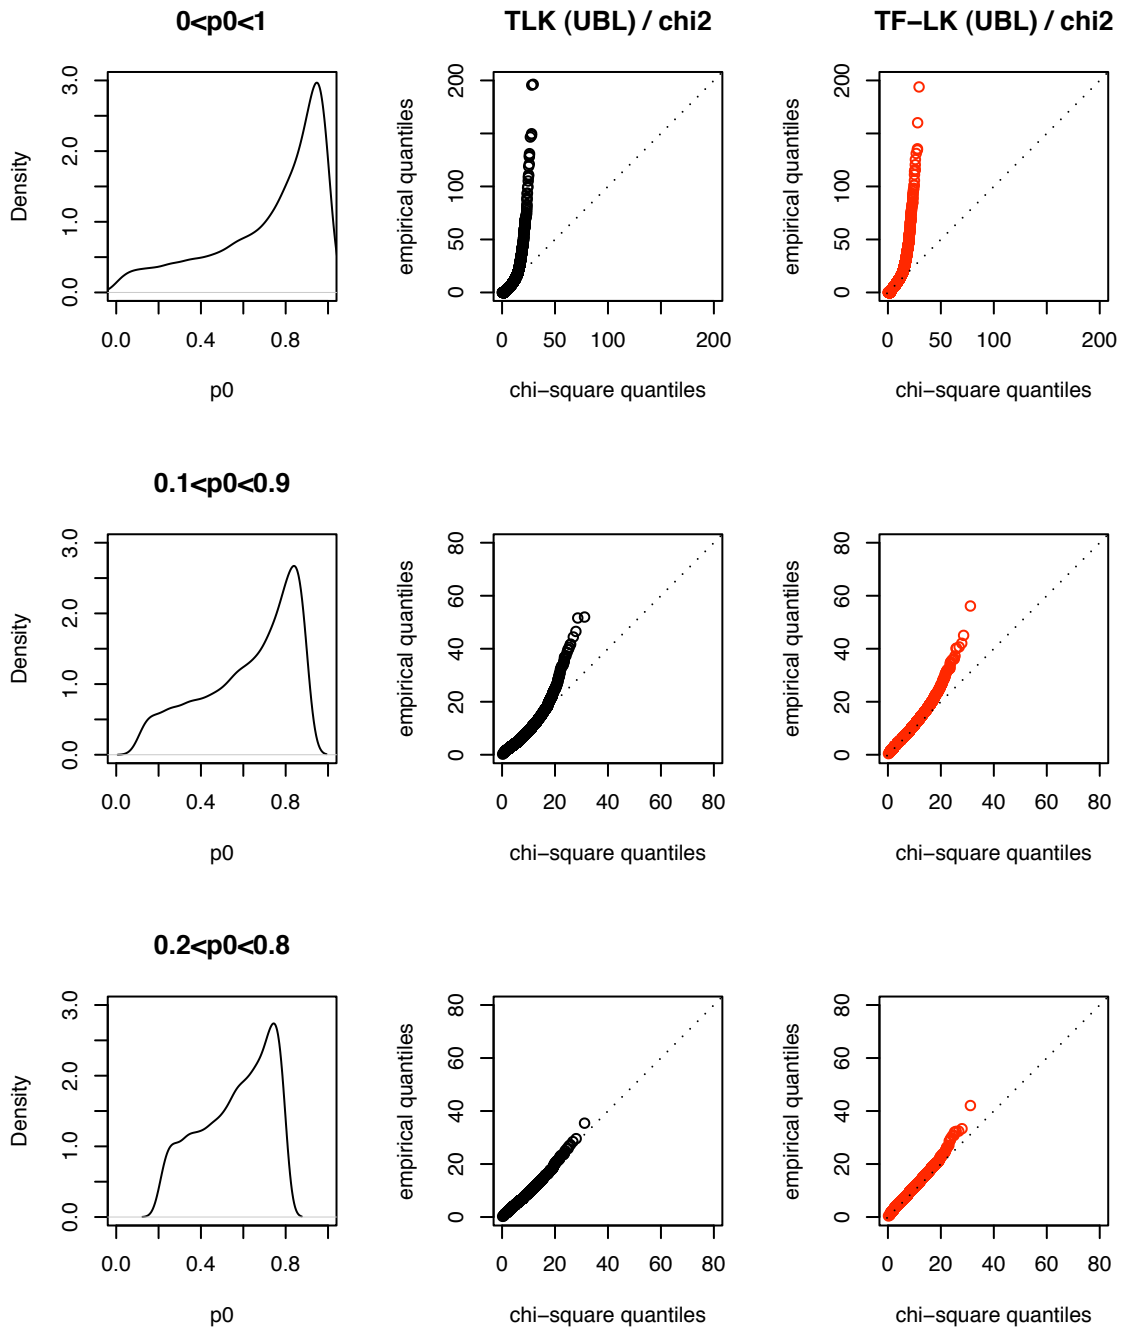 0<p0<1 TLK (UBL) / chi2 TF−LK (UBL) / chi2
Density
0.0 1.0 2.0 3.0
0.0 0.4 0.8
p0
empirical quantiles
0 50 100 200
0 50 100 200
chi−square quantiles
empirical quantiles
0 50 100 200
0 50 100 200
chi−square quantiles
0.1<p0<0.9
Density
0.0 1.0 2.0 3.0
0.0 0.4 0.8
p0
empirical quantiles
0 20 40 60 80
0 20 40 60 80
chi−square quantiles
empirical quantiles
0 20 40 60 80
0 20 40 60 80
chi−square quantiles
0.2<p0<0.8
Density
0.0 1.0 2.0 3.0
0.0 0.4 0.8
p0
empirical quantiles
0 20 40 60 80
0 20 40 60 80
chi−square quantiles
empirical quantiles
0 20 40 60 80
0 20 40 60 80
chi−square quantiles